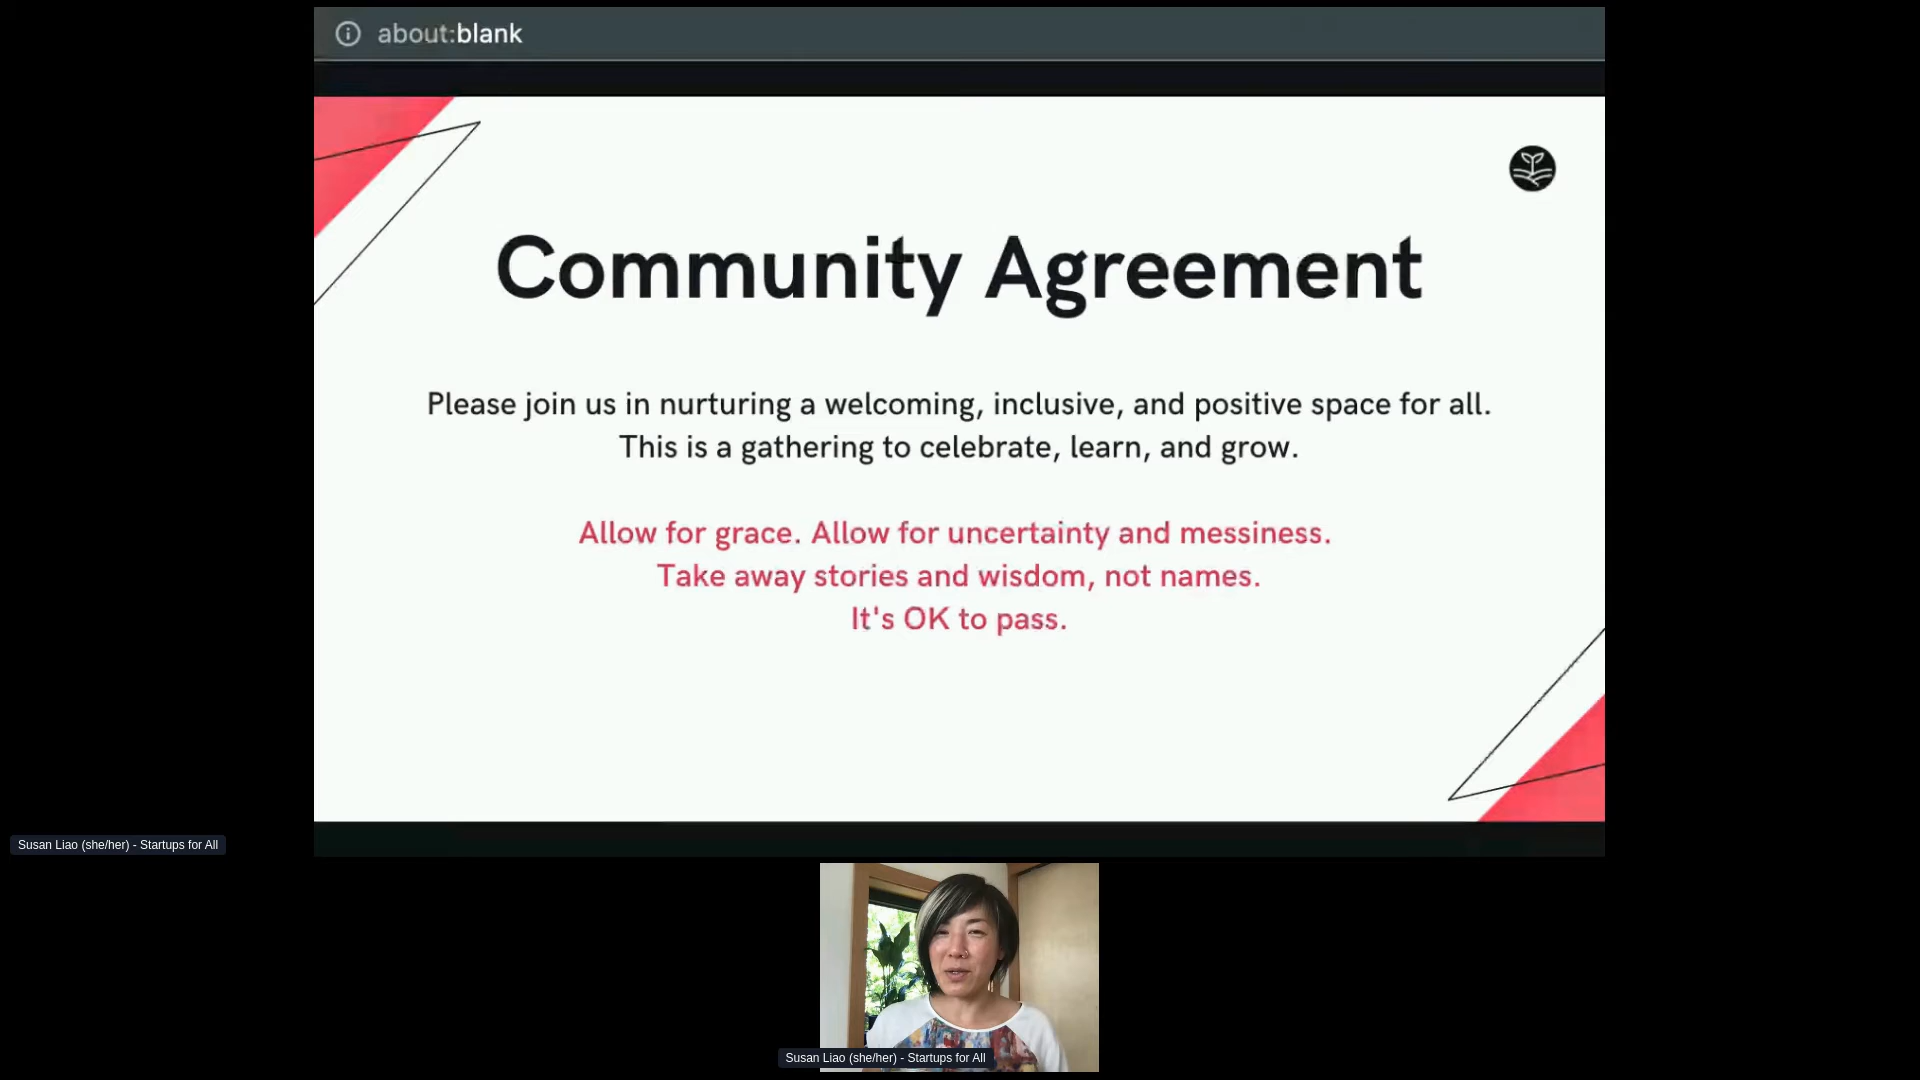 about:blank
Community Agreement
Please join us in nurturing a welcoming, inclusive, and positive space for all.
This is a gathering to celebrate, learn, and grow.
Allow for grace. Allow for uncertainty and messiness.
Take away stories and wisdom, not names.
It's OK to pass.
Susan Liao (she/her) - Startups for All
Susan Liao (she/her) - Startups for All